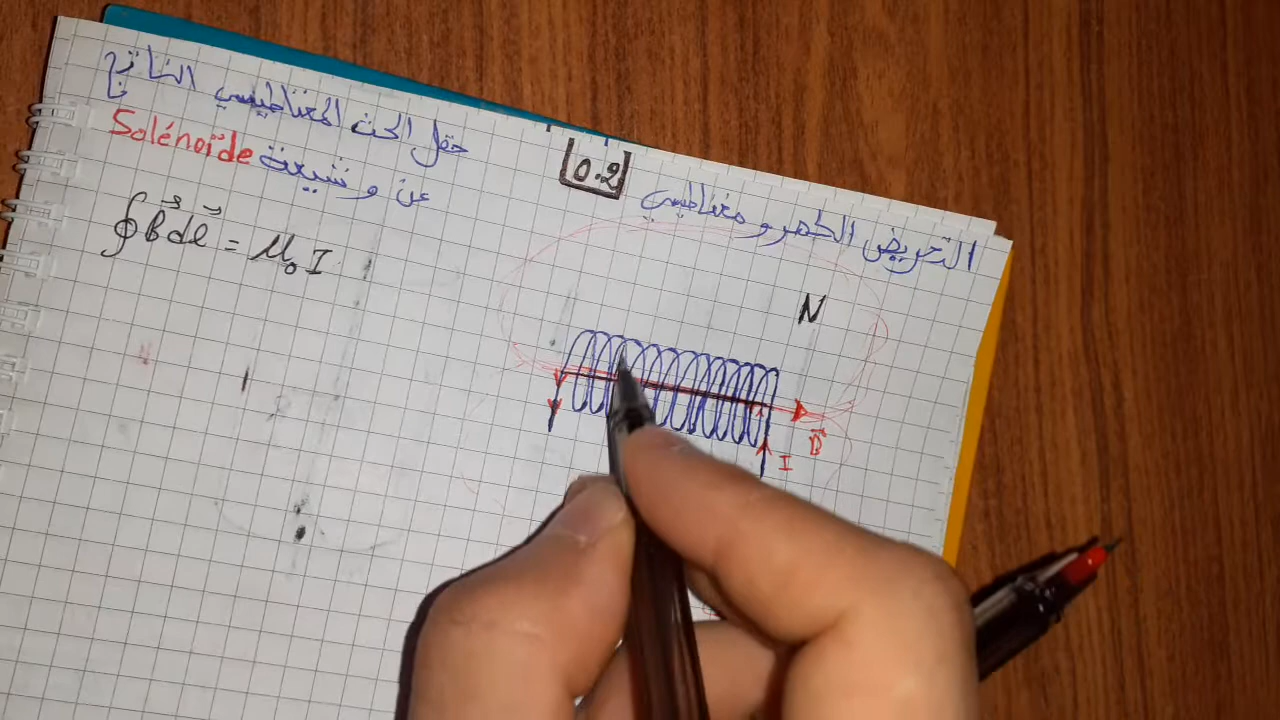 التحريض الكهرومغناطيسي
0.2
حقل الحث المغناطيسي الناتج
عن وشيعة Solénoïde
∮B⃗dℓ⃗ = μ₀I
N
B⃗
I